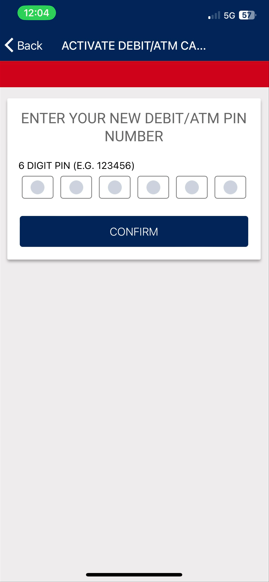 12:04
5G 57
Back ACTIVATE DEBIT/ATM CA...
ENTER YOUR NEW DEBIT/ATM PIN
NUMBER
6 DIGIT PIN (E.G. 123456)
CONFIRM